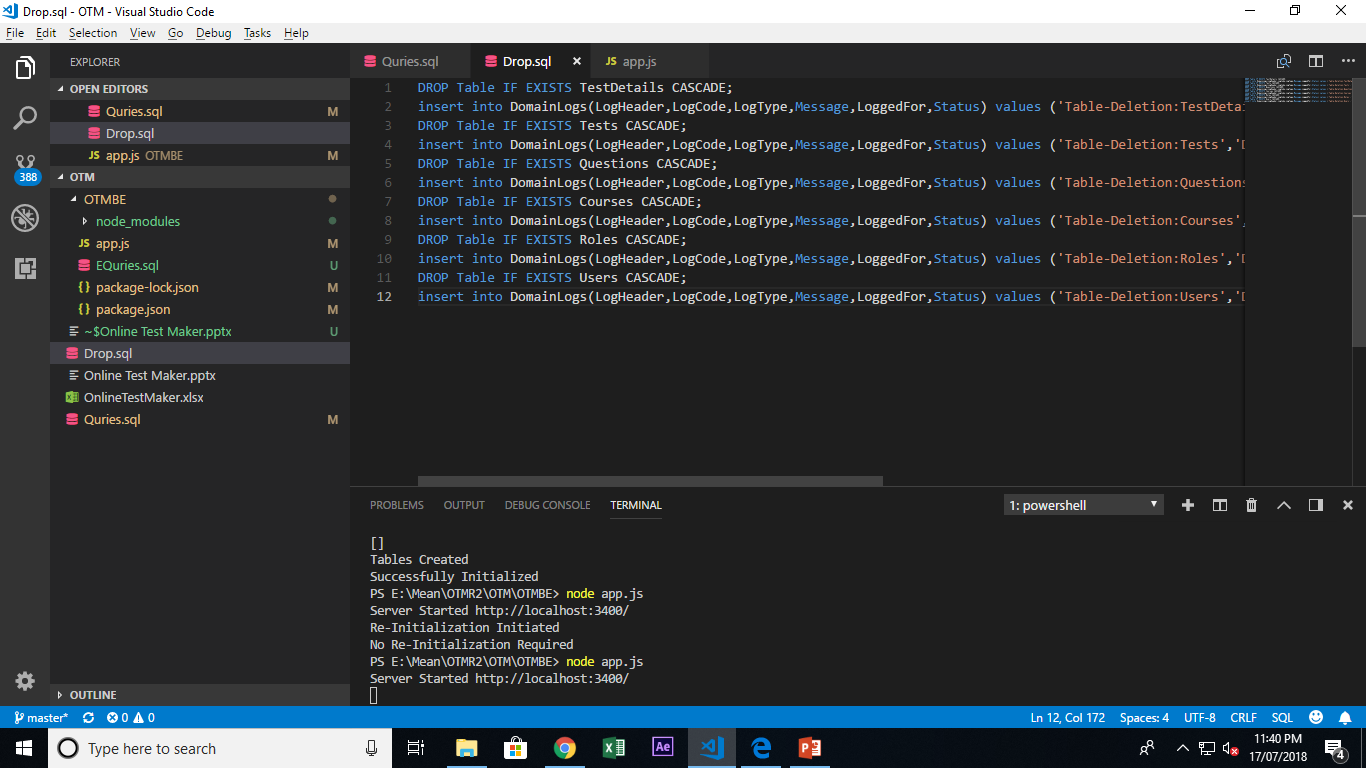 Drop.sql - OTM - Visual Studio Code
File Edit Selection View Go Debug Tasks Help
EXPLORER
OPEN EDITORS
Quries.sql M
Drop.sql
JS app.js OTMBE M
388
OTM
OTMBE
node_modules
JS app.js M
EQuries.sql U
{} package-lock.json M
{} package.json M
~$Online Test Maker.pptx U
Drop.sql
Online Test Maker.pptx
OnlineTestMaker.xlsx
Quries.sql M
OUTLINE
Quries.sql Drop.sql JS app.js
1 DROP Table IF EXISTS TestDetails CASCADE;
2 insert into DomainLogs(LogHeader,LogCode,LogType,Message,LoggedFor,Status) values ('Table-Deletion:TestDeta
3 DROP Table IF EXISTS Tests CASCADE;
4 insert into DomainLogs(LogHeader,LogCode,LogType,Message,LoggedFor,Status) values ('Table-Deletion:Tests','D
5 DROP Table IF EXISTS Questions CASCADE;
6 insert into DomainLogs(LogHeader,LogCode,LogType,Message,LoggedFor,Status) values ('Table-Deletion:Questions
7 DROP Table IF EXISTS Courses CASCADE;
8 insert into DomainLogs(LogHeader,LogCode,LogType,Message,LoggedFor,Status) values ('Table-Deletion:Courses',
9 DROP Table IF EXISTS Roles CASCADE;
10 insert into DomainLogs(LogHeader,LogCode,LogType,Message,LoggedFor,Status) values ('Table-Deletion:Roles','D
11 DROP Table IF EXISTS Users CASCADE;
12 insert into DomainLogs(LogHeader,LogCode,LogType,Message,LoggedFor,Status) values ('Table-Deletion:Users','D
PROBLEMS OUTPUT DEBUG CONSOLE TERMINAL 1: powershell
[]
Tables Created
Successfully Initialized
PS E:\Mean\OTMR2\OTM\OTMBE> node app.js
Server Started http://localhost:3400/
Re-Initialization Initiated
No Re-Initialization Required
PS E:\Mean\OTMR2\OTM\OTMBE> node app.js
Server Started http://localhost:3400/
master* 0 0 Ln 12, Col 172 Spaces: 4 UTF-8 CRLF SQL
Type here to search
Ae
11:40 PM
17/07/2018
4